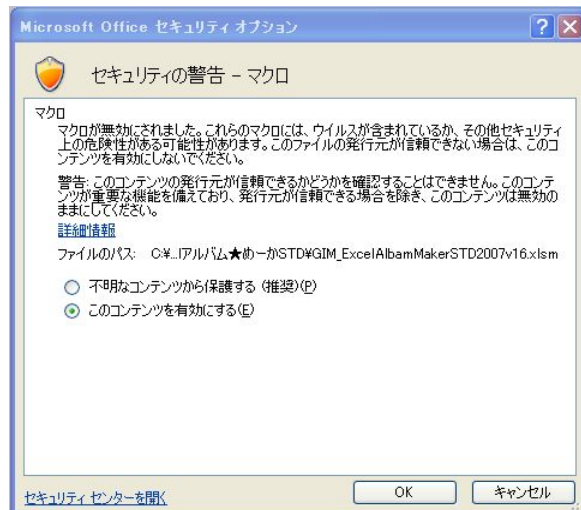 Microsoft Office セキュリティ オプション
セキュリティの警告 - マクロ
マクロ
マクロが無効にされました。これらのマクロには、ウイルスが含まれているか、その他セキュリティ
上の危険性がある可能性があります。このファイルの発行元が信頼できない場合は、このコ
ンテンツを有効にしないでください。
警告: このコンテンツの発行元が信頼できるかどうかを確認することはできません。このコンテ
ンツが重要な機能を備えており、発行元が信頼できる場合を除き、このコンテンツは無効の
ままにしてください。
詳細情報
ファイルのパス: C:¥...lアルバム★めーかSTD¥GIM_ExcelAlbamMakerSTD2007v16.xlsm
不明なコンテンツから保護する (推奨)(P)
このコンテンツを有効にする(E)
セキュリティ センターを開く
OK
キャンセル